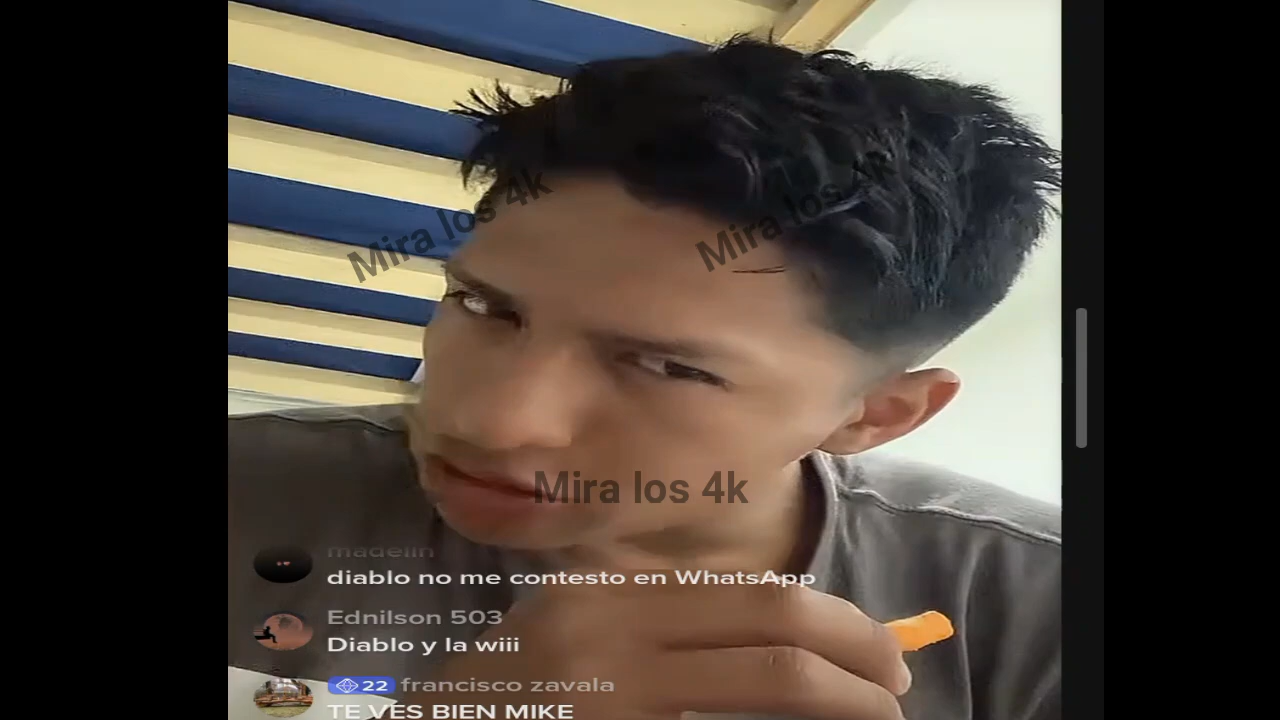 Mira los 4k
Mira los 4k
Mira los 4k
madelin
diablo no me contesto en WhatsApp
Ednilson 503
Diablo y la wiii
22 francisco zavala
TE VES BIEN MIKE